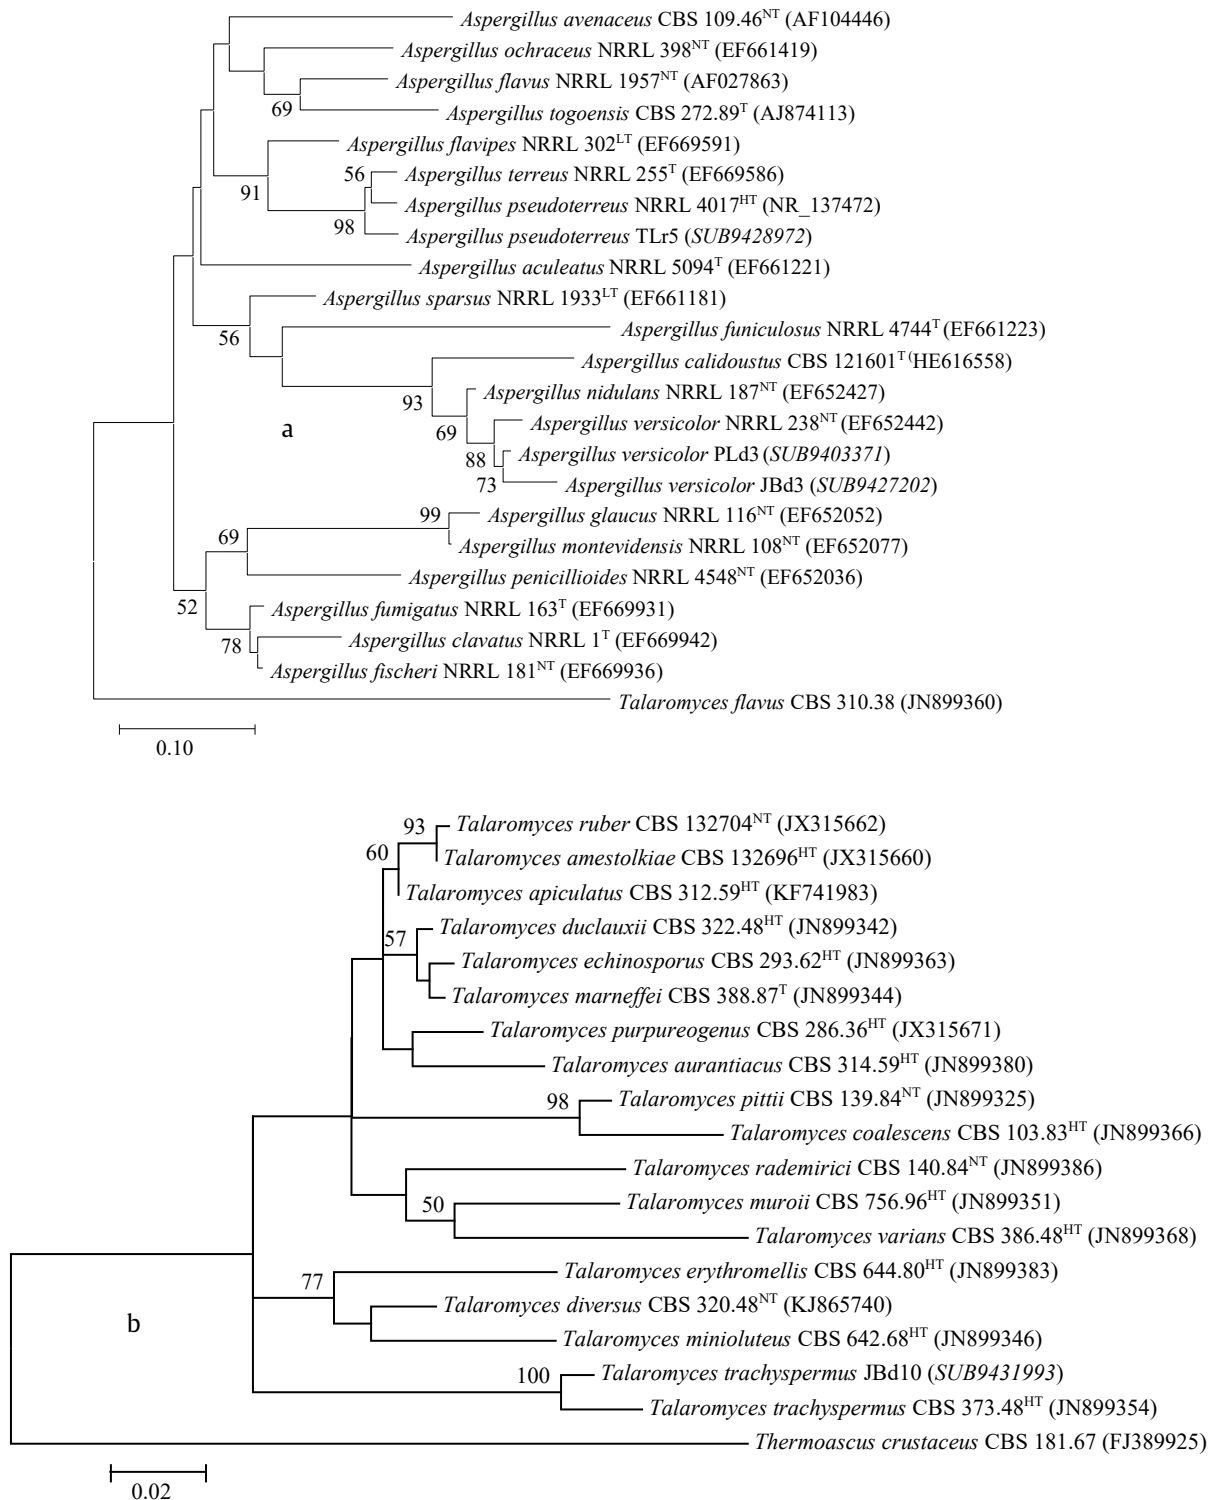 Aspergillus avenaceus CBS 109.46NT (AF104446)
Aspergillus ochraceus NRRL 398NT (EF661419)
Aspergillus flavus NRRL 1957NT (AF027863)
69
Aspergillus togoensis CBS 272.89T (AJ874113)
Aspergillus flavipes NRRL 302LT (EF669591)
56
Aspergillus terreus NRRL 255T (EF669586)
91
Aspergillus pseudoterreus NRRL 4017HT (NR_137472)
98
Aspergillus pseudoterreus TLr5 (SUB9428972)
Aspergillus aculeatus NRRL 5094T (EF661221)
Aspergillus sparsus NRRL 1933LT (EF661181)
56
Aspergillus funiculosus NRRL 4744T (EF661223)
Aspergillus calidoustus CBS 121601T (HE616558)
93
Aspergillus nidulans NRRL 187NT (EF652427)
a
69
Aspergillus versicolor NRRL 238NT (EF652442)
88
Aspergillus versicolor PLd3 (SUB9403371)
73
Aspergillus versicolor JBd3 (SUB9427202)
99
Aspergillus glaucus NRRL 116NT (EF652052)
69
Aspergillus montevidensis NRRL 108NT (EF652077)
Aspergillus penicillioides NRRL 4548NT (EF652036)
52
Aspergillus fumigatus NRRL 163T (EF669931)
78
Aspergillus clavatus NRRL 1T (EF669942)
Aspergillus fischeri NRRL 181NT (EF669936)
Talaromyces flavus CBS 310.38 (JN899360)
0.10
93
Talaromyces ruber CBS 132704NT (JX315662)
60
Talaromyces amestolkiae CBS 132696HT (JX315660)
Talaromyces apiculatus CBS 312.59HT (KF741983)
57
Talaromyces duclauxii CBS 322.48HT (JN899342)
Talaromyces echinosporus CBS 293.62HT (JN899363)
Talaromyces marneffei CBS 388.87T (JN899344)
Talaromyces purpureogenus CBS 286.36HT (JX315671)
Talaromyces aurantiacus CBS 314.59HT (JN899380)
98
Talaromyces pittii CBS 139.84NT (JN899325)
Talaromyces coalescens CBS 103.83HT (JN899366)
Talaromyces rademirici CBS 140.84NT (JN899386)
50
Talaromyces muroii CBS 756.96HT (JN899351)
Talaromyces varians CBS 386.48HT (JN899368)
77
Talaromyces erythromellis CBS 644.80HT (JN899383)
b
Talaromyces diversus CBS 320.48NT (KJ865740)
Talaromyces minioluteus CBS 642.68HT (JN899346)
100
Talaromyces trachyspermus JBd10 (SUB9431993)
Talaromyces trachyspermus CBS 373.48HT (JN899354)
Thermoascus crustaceus CBS 181.67 (FJ389925)
0.02